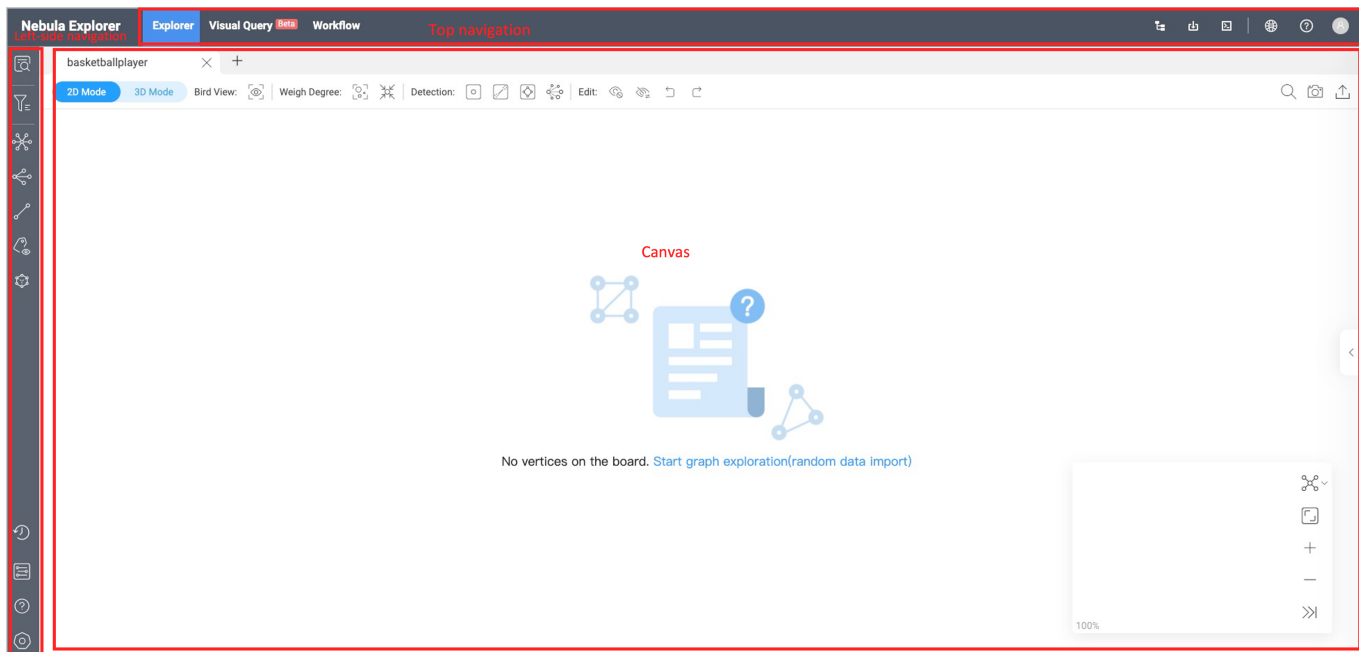 Nebula Explorer Explorer Visual Query Beta Workflow Top navigation
Left-side navigation
basketballplayer
2D Mode 3D Mode Bird View: Weigh Degree: Detection: Edit:
Canvas
?
No vertices on the board. Start graph exploration(random data import)
100%